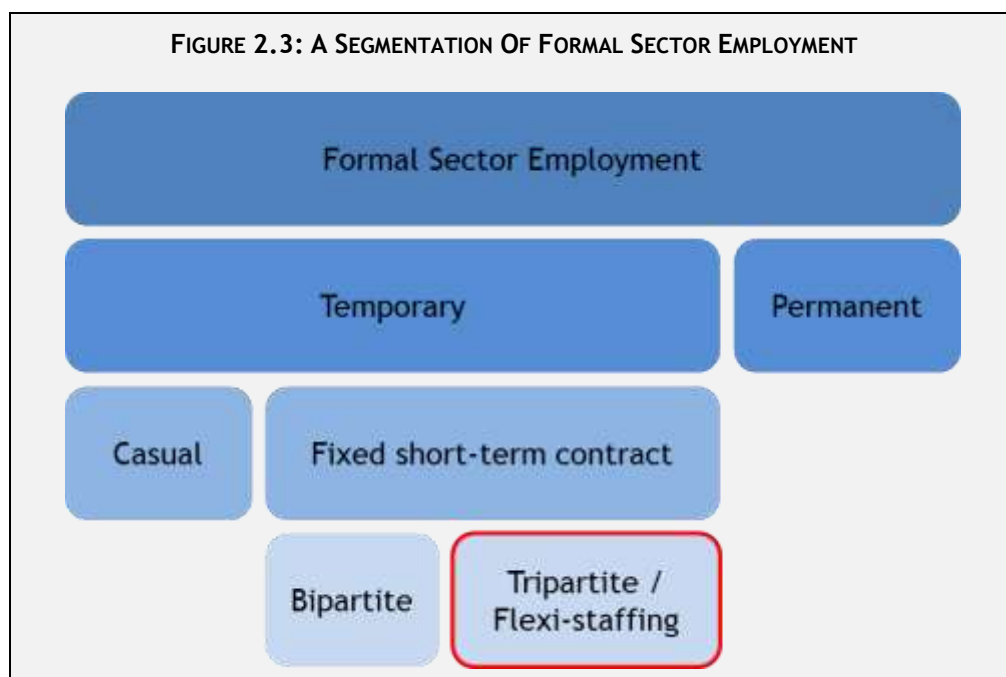 FIGURE 2.3: A SEGMENTATION OF FORMAL SECTOR EMPLOYMENT
Formal Sector Employment
Temporary
Permanent
Casual
Fixed short-term contract
Bipartite
Tripartite /
Flexi-staffing